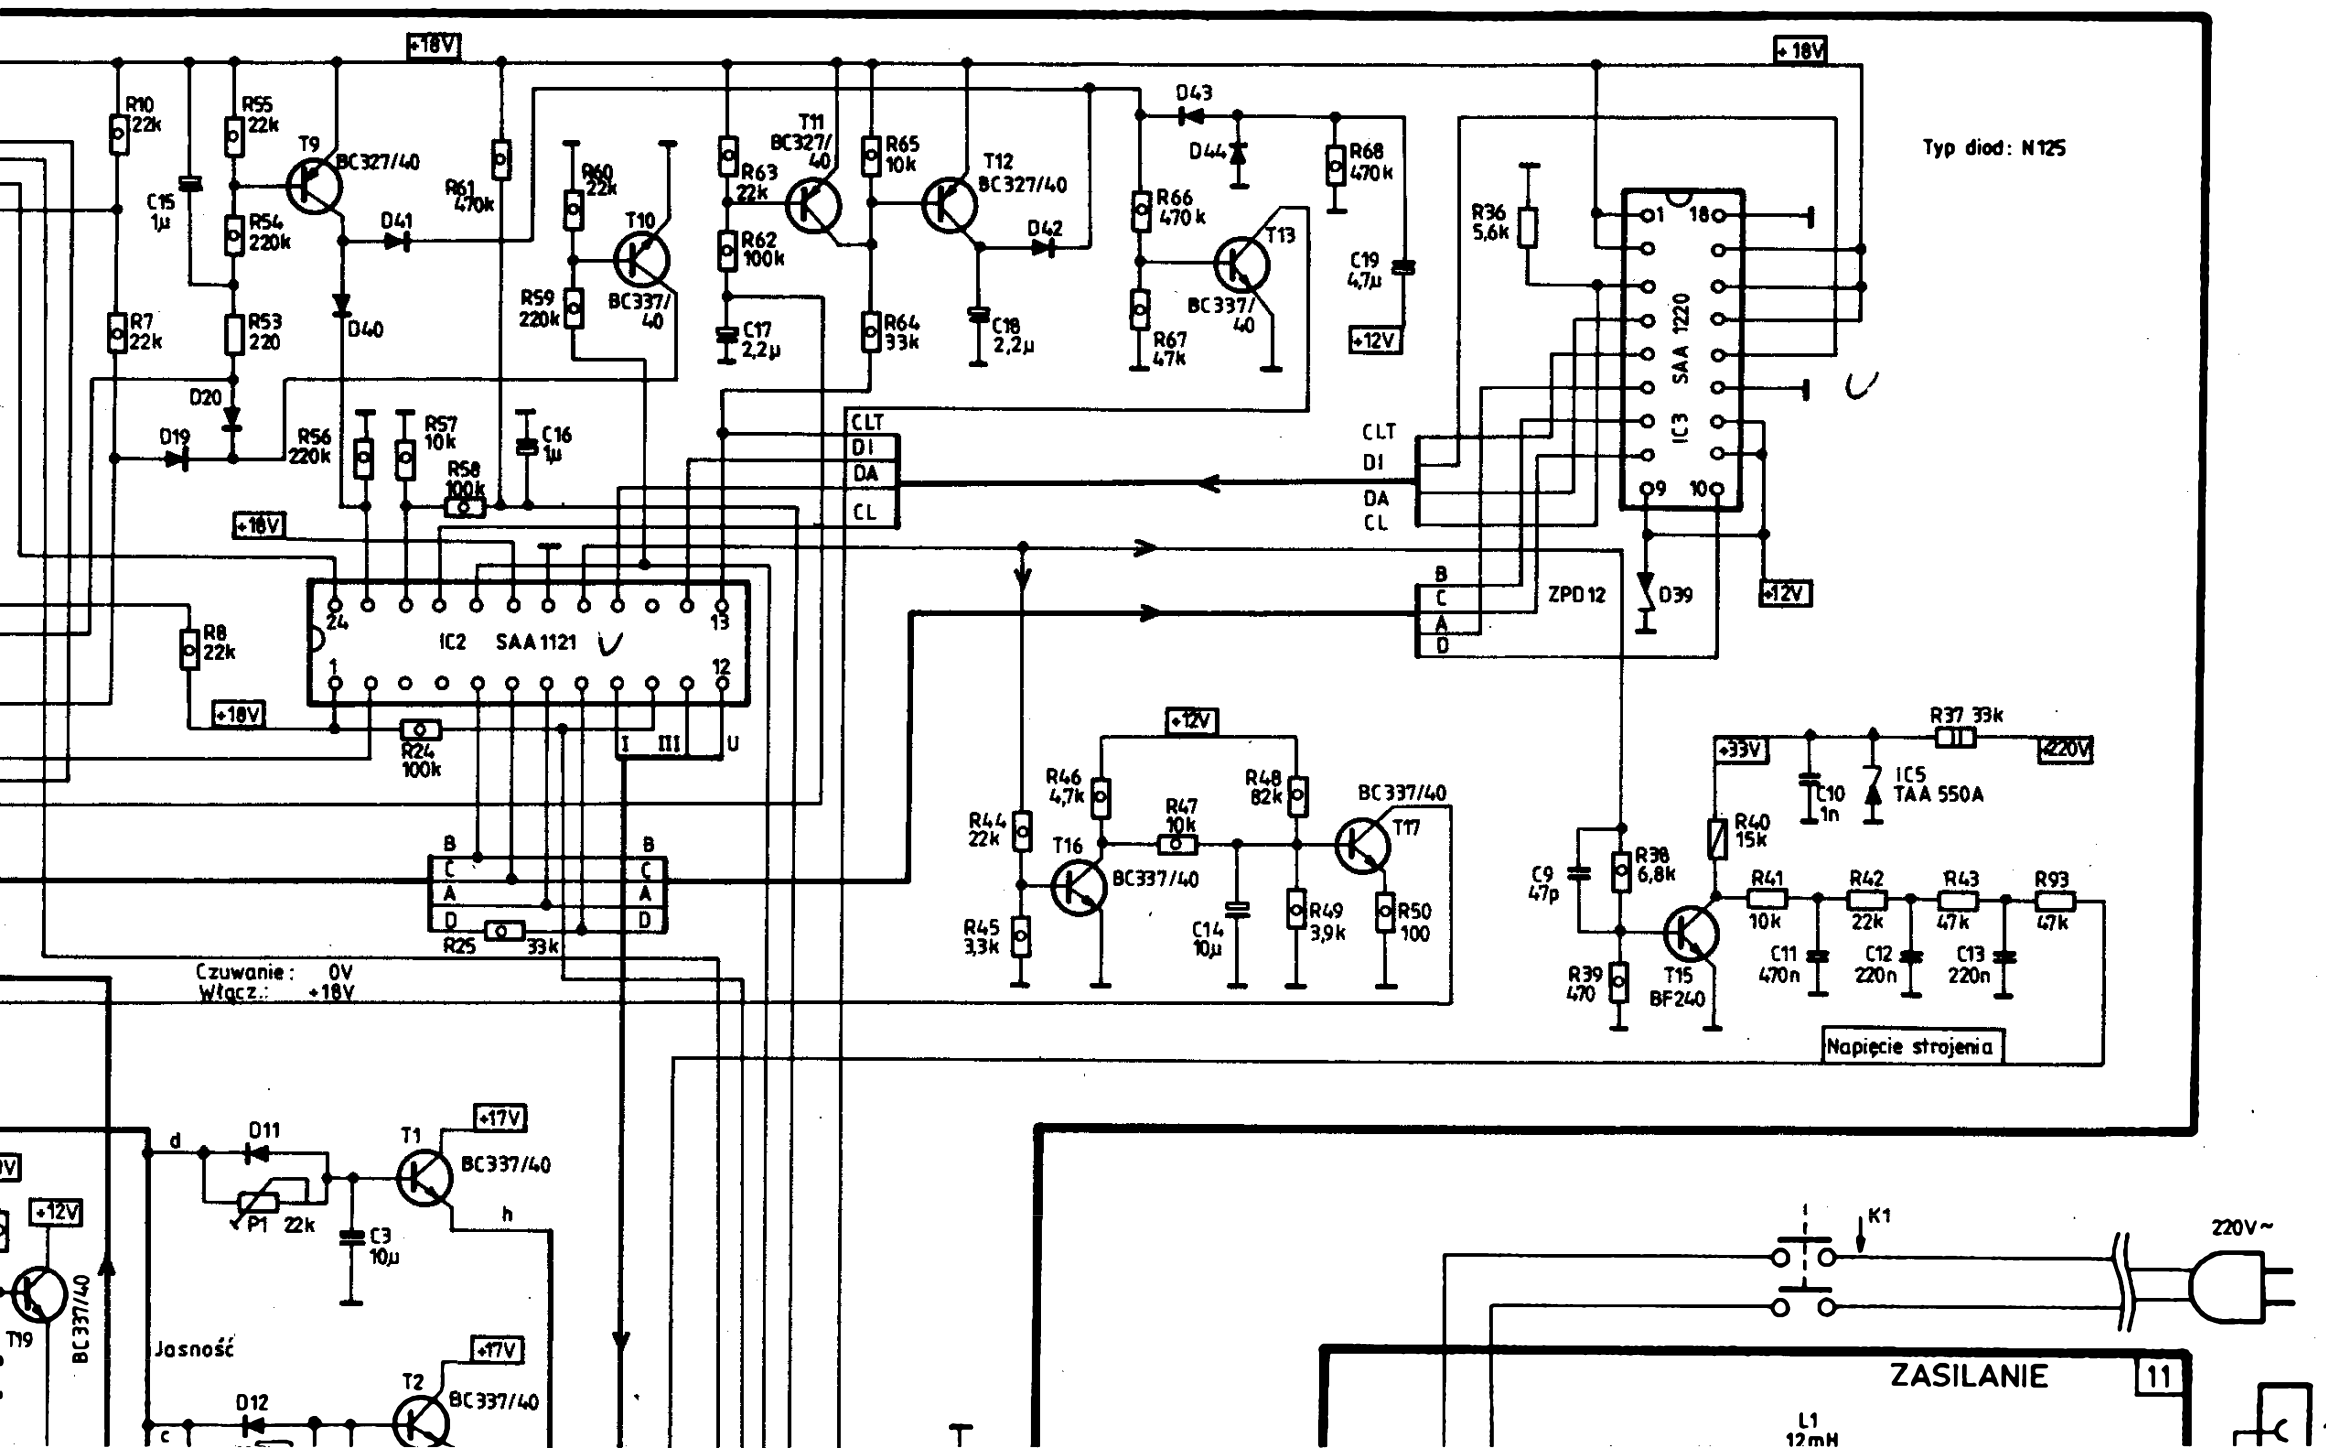 +18V
+18V
R10
22k
R55
22k
T9
BC327/40
C15
1µ
R54
220k
D41
R61
470k
R60
22k
T10
BC337/
40
R59
220k
R63
22k
T11
BC327/
40
R65
10k
T12
BC327/40
R62
100k
D42
C17
2,2µ
R64
33k
C18
2,2µ
D43
D44
R68
470k
R66
470k
T13
BC337/
40
R67
47k
C19
4,7µ
+12V
R36
5,6k
1
18
SAA 1220
IC3
9
10
Typ diod: N125
R7
22k
R53
220
D40
D20
D19
R56
220k
R57
10k
R58
100k
C16
1µ
CLT
DI
DA
CL
CLT
DI
DA
CL
+18V
24
13
IC2 SAA1121
1
12
R8
22k
+18V
R24
100k
I
III
U
B
C
A
D
ZPD12
D39
+12V
B
C
A
D
R25
33k
B
C
A
D
Czuwanie: 0V
Włącz.: +18V
+12V
R46
4,7k
R48
82k
R47
10k
BC337/40
T17
R44
22k
T16
BC337/40
R45
3,3k
C14
10µ
R49
3,9k
R50
100
R37 33k
+33V
+220V
C10
1n
IC5
TAA 550A
R40
15k
C9
47p
R38
6,8k
R39
470
T15
BF240
R41
10k
R42
22k
R43
47k
R93
47k
C11
470n
C12
220n
C13
220n
Napięcie strojenia
d
D11
P1 22k
T1
+17V
BC337/40
C3
10µ
h
+12V
T19
BC337/40
Jasność
+17V
T2
BC337/40
D12
c
K1
220V~
ZASILANIE
11
L1
12mH